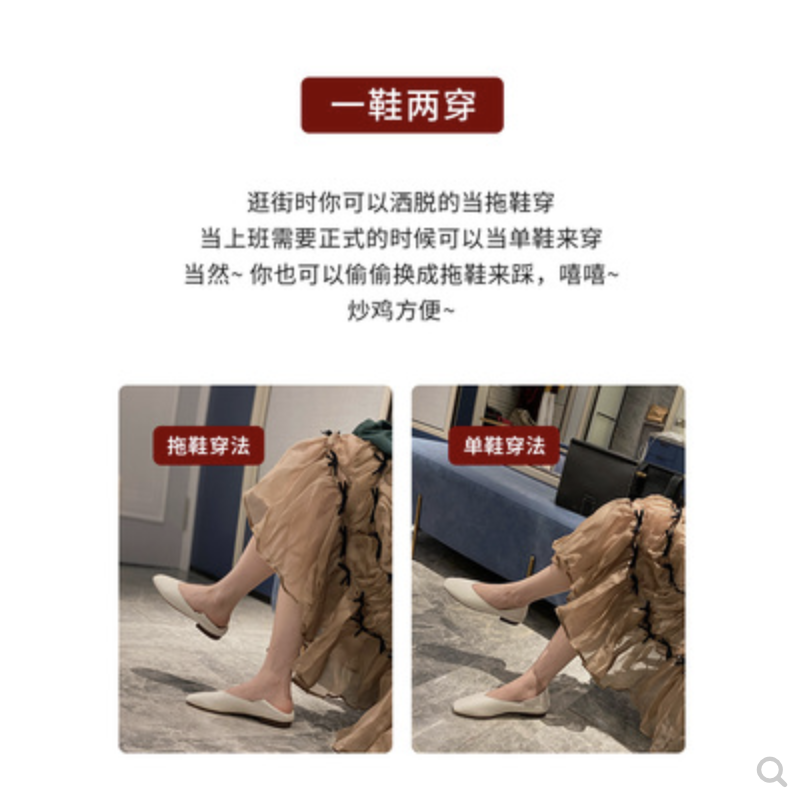 一鞋两穿
逛街时你可以洒脱的当拖鞋穿
当上班需要正式的时候可以当单鞋来穿
当然~ 你也可以偷偷换成拖鞋来踩，嘻嘻~
炒鸡方便~
拖鞋穿法
单鞋穿法